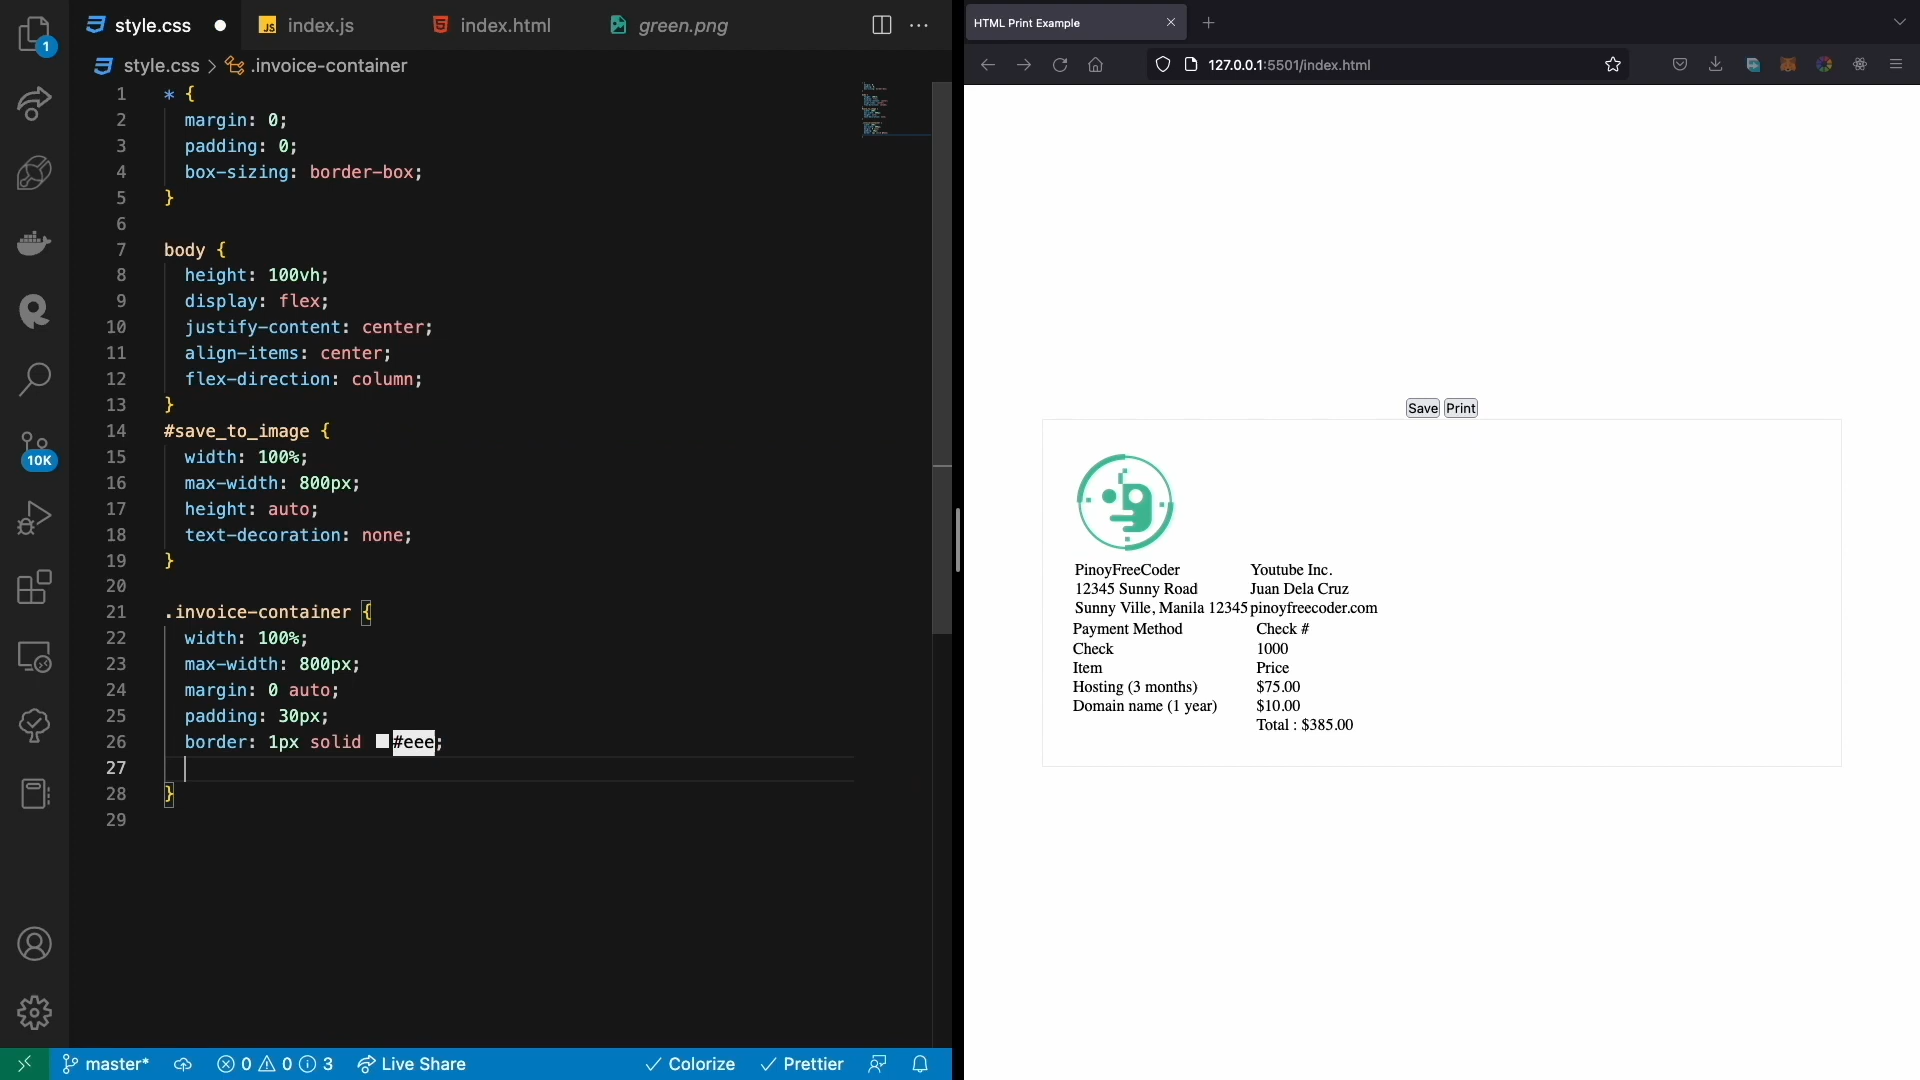 1
style.css ●
JS index.js
index.html
green.png
style.css > .invoice-container
1 * {
2 margin: 0;
3 padding: 0;
4 box-sizing: border-box;
5 }
6
7 body {
8 height: 100vh;
9 display: flex;
10 justify-content: center;
11 align-items: center;
12 flex-direction: column;
13 }
14 #save_to_image {
15 width: 100%;
16 max-width: 800px;
17 height: auto;
18 text-decoration: none;
19 }
20
21 .invoice-container {
22 width: 100%;
23 max-width: 800px;
24 margin: 0 auto;
25 padding: 30px;
26 border: 1px solid #eee;
27
28 }
29
10K
master*
0 0 3
Live Share
Colorize
Prettier
HTML Print Example
127.0.0.1:5501/index.html
Save Print
PinoyFreeCoder Youtube Inc.
12345 Sunny Road Juan Dela Cruz
Sunny Ville, Manila 12345 pinoyfreecoder.com
Payment Method Check #
Check 1000
Item Price
Hosting (3 months) $75.00
Domain name (1 year) $10.00
Total : $385.00